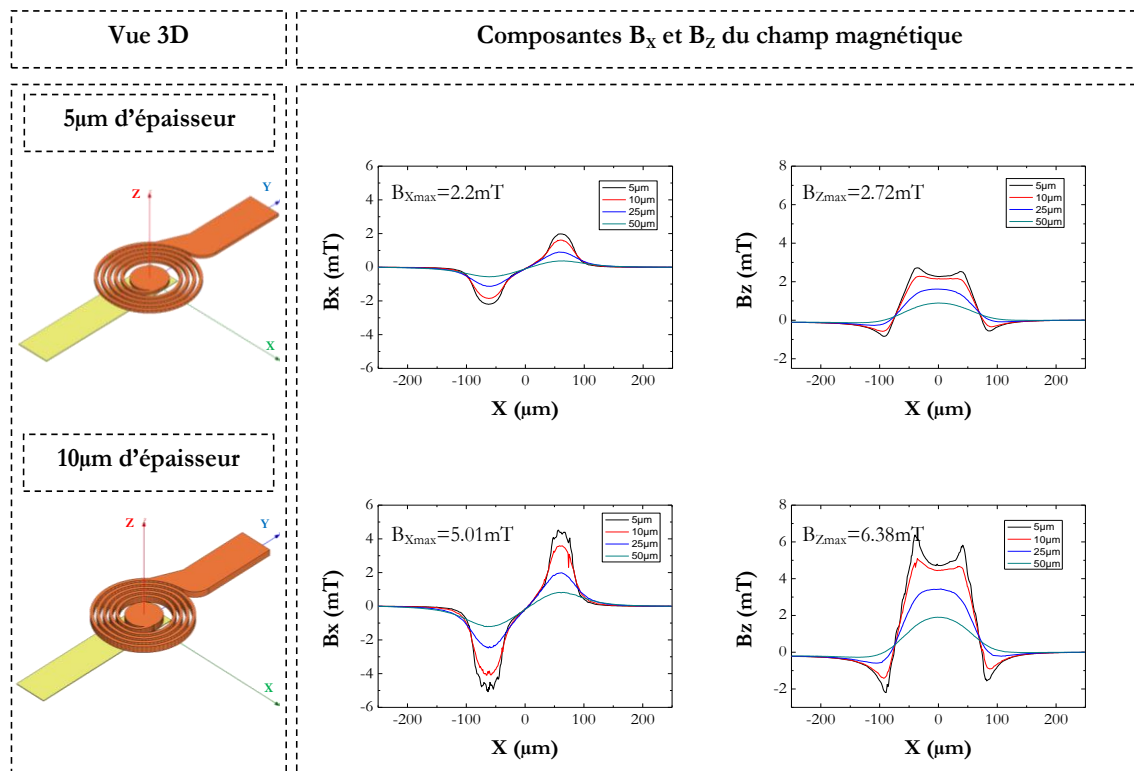 Vue 3D
Composantes BX et BZ du champ magnétique
5µm d'épaisseur
Z
Y
X
6
4
2
0
-2
-4
-6
Bx (mT)
BXmax=2.2mT
5µm
10µm
25µm
50µm
-200 -100 0 100 200
X (µm)
8
6
4
2
0
-2
Bz (mT)
BZmax=2.72mT
5µm
10µm
25µm
50µm
-200 -100 0 100 200
X (µm)
10µm d'épaisseur
Z
Y
X
6
4
2
0
-2
-4
-6
Bx (mT)
BXmax=5.01mT
5µm
10µm
25µm
50µm
-200 -100 0 100 200
X (µm)
8
6
4
2
0
-2
Bz (mT)
BZmax=6.38mT
5µm
10µm
25µm
50µm
-200 -100 0 100 200
X (µm)